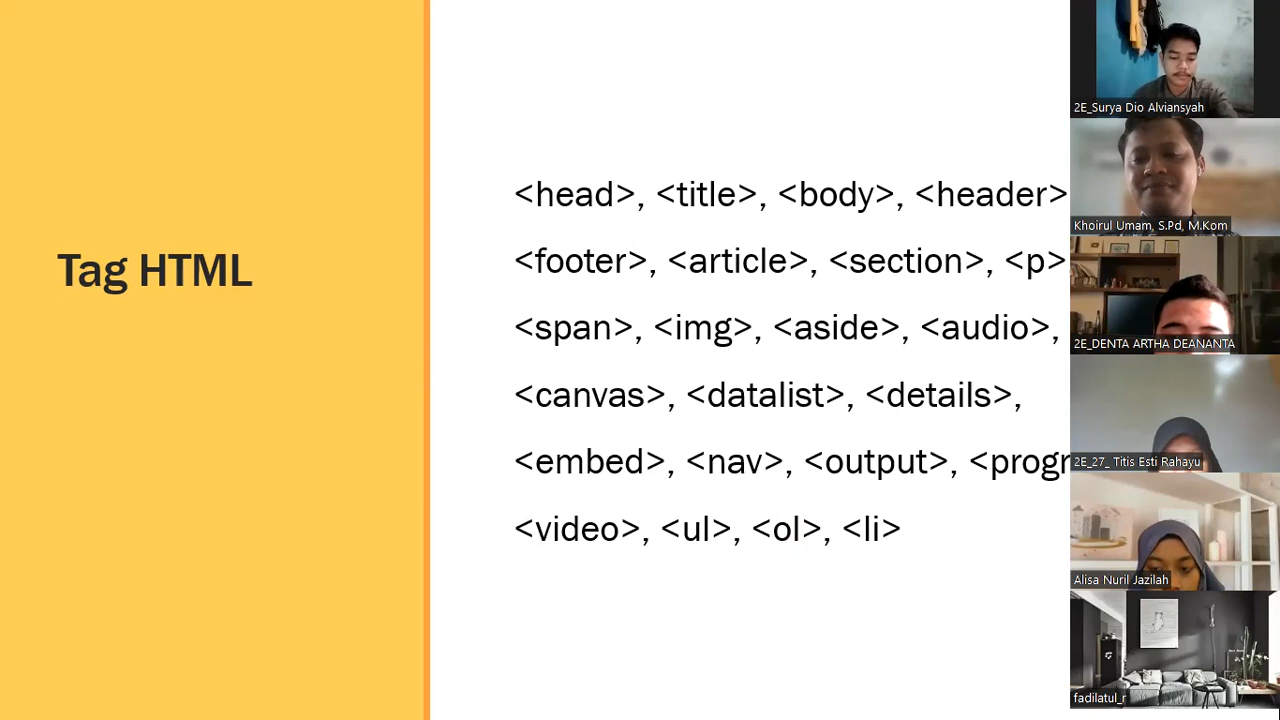 Tag HTML
<head>, <title>, <body>, <header>
<footer>, <article>, <section>, <p>
<span>, <img>, <aside>, <audio>,
<canvas>, <datalist>, <details>,
<embed>, <nav>, <output>,
<video>, <ul>, <ol>, <li>
2E_Surya Dio Alviansyah
Khoirul Umam, S.Pd, M.Kom
2E_DENTA ARTHA DEANANTA
2E_27_ Titis Esti Rahayu
Alisa Nuril Jazilah
fadilatul_r